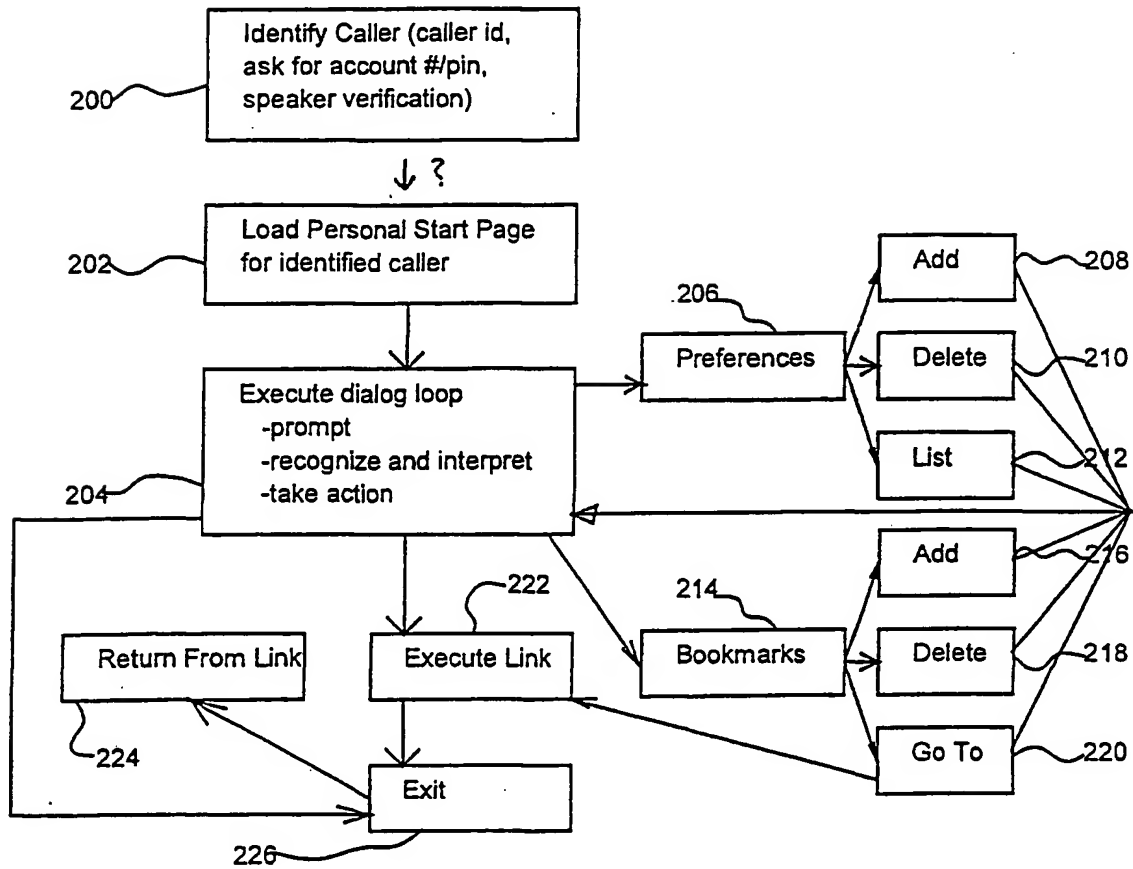 Identify Caller (caller id,
ask for account #/pin,
speaker verification)
200
?
Load Personal Start Page
for identified caller
202
Add
208
206
Preferences
Delete
210
Execute dialog loop
-prompt
-recognize and interpret
-take action
List
212
204
Add
216
222
214
Return From Link
Execute Link
Bookmarks
Delete
218
224
Go To
220
Exit
226